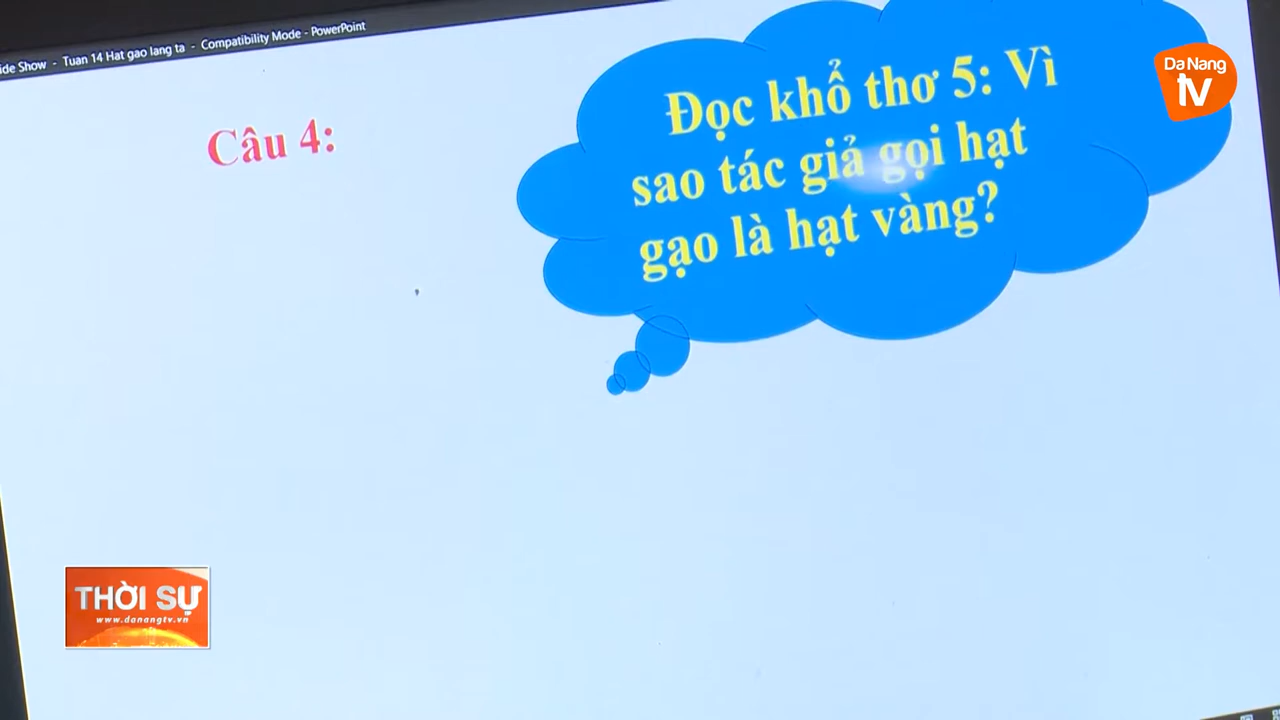 ide Show - Tuan 14 Hat gao lang ta - Compatibility Mode - PowerPoint
Câu 4:
Đọc khổ thơ 5: Vì
sao tác giả gọi hạt
gạo là hạt vàng?
Da Nang
tv
THỜI SỰ
www.danangtv.vn